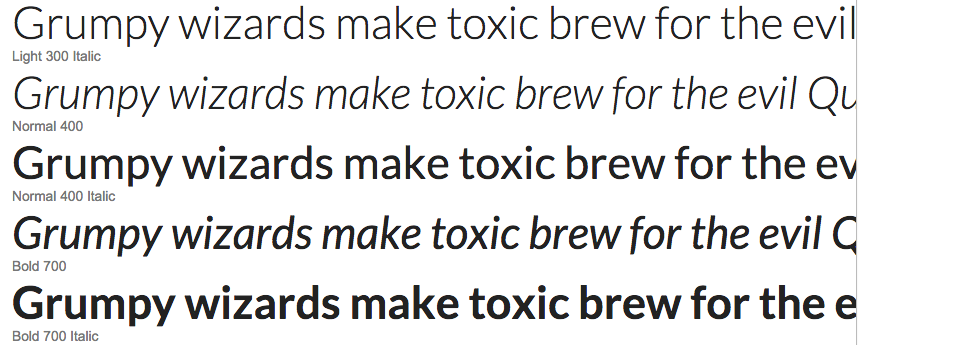 Grumpy wizards make toxic brew for the evil
Light 300 Italic
Grumpy wizards make toxic brew for the evil Qu
Normal 400
Grumpy wizards make toxic brew for the ev
Normal 400 Italic
Grumpy wizards make toxic brew for the evil Q
Bold 700
Grumpy wizards make toxic brew for the e
Bold 700 Italic